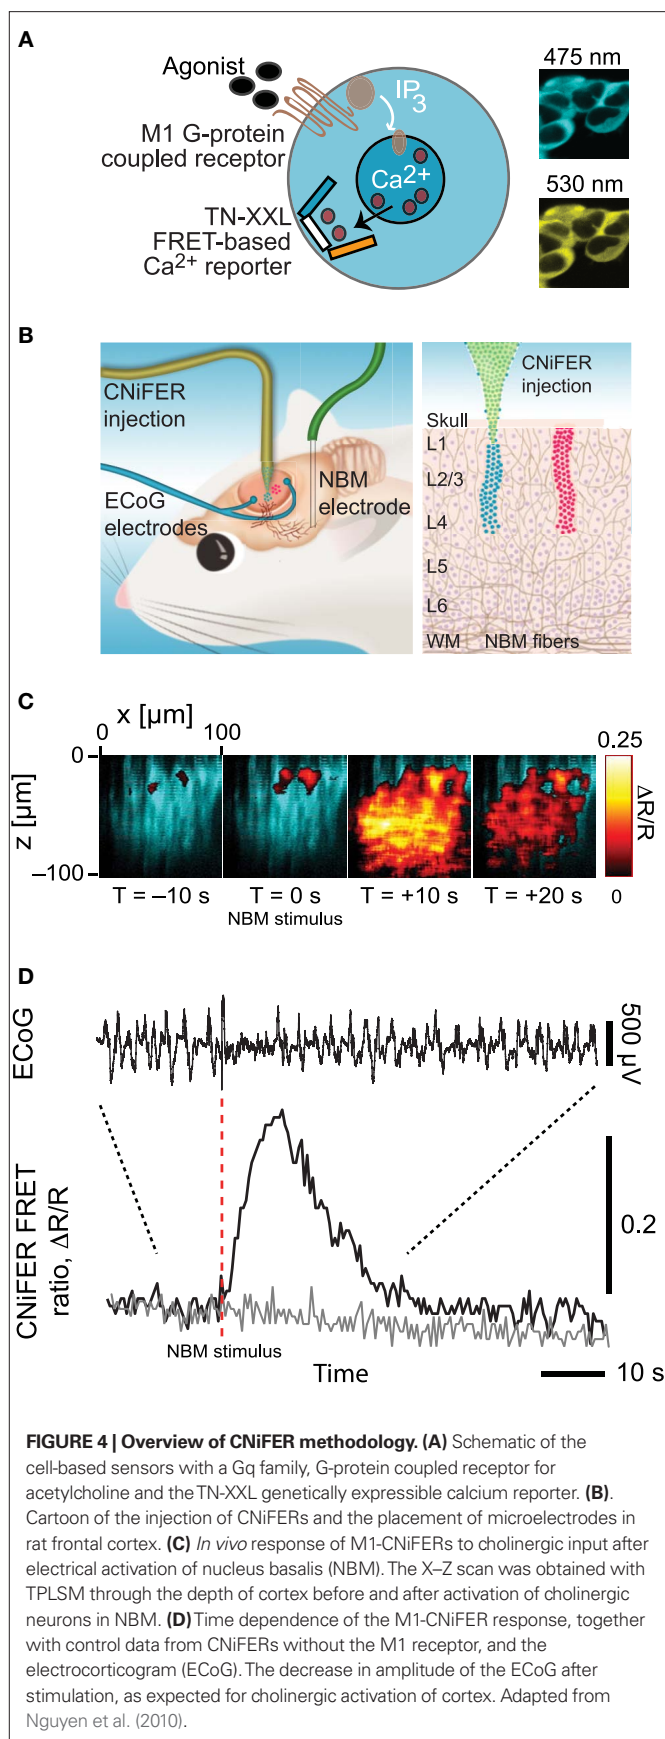 A
Agonist
IP3
475 nm
M1 G-protein
coupled receptor
Ca2+
530 nm
TN-XXL
FRET-based
Ca2+ reporter
B
CNiFER
injection
ECoG
electrodes
NBM
electrode
CNiFER
injection
Skull
L1
L2/3
L4
L5
L6
WM NBM fibers
C
x [µm]
0 100
0
z [µm]
–100
0.25
ΔR/R
0
T = –10 s T = 0 s T = +10 s T = +20 s
NBM stimulus
D
ECoG
500 µV
CNiFER FRET
ratio, ΔR/R
0.2
NBM stimulus
Time
10 s
FIGURE 4 | Overview of CNiFER methodology. (A) Schematic of the
cell-based sensors with a Gq family, G-protein coupled receptor for
acetylcholine and the TN-XXL genetically expressible calcium reporter. (B).
Cartoon of the injection of CNiFERs and the placement of microelectrodes in
rat frontal cortex. (C) In vivo response of M1-CNiFERs to cholinergic input after
electrical activation of nucleus basalis (NBM). The X–Z scan was obtained with
TPLSM through the depth of cortex before and after activation of cholinergic
neurons in NBM. (D) Time dependence of the M1-CNiFER response, together
with control data from CNiFERs without the M1 receptor, and the
electrocorticogram (ECoG). The decrease in amplitude of the ECoG after
stimulation, as expected for cholinergic activation of cortex. Adapted from
Nguyen et al. (2010).